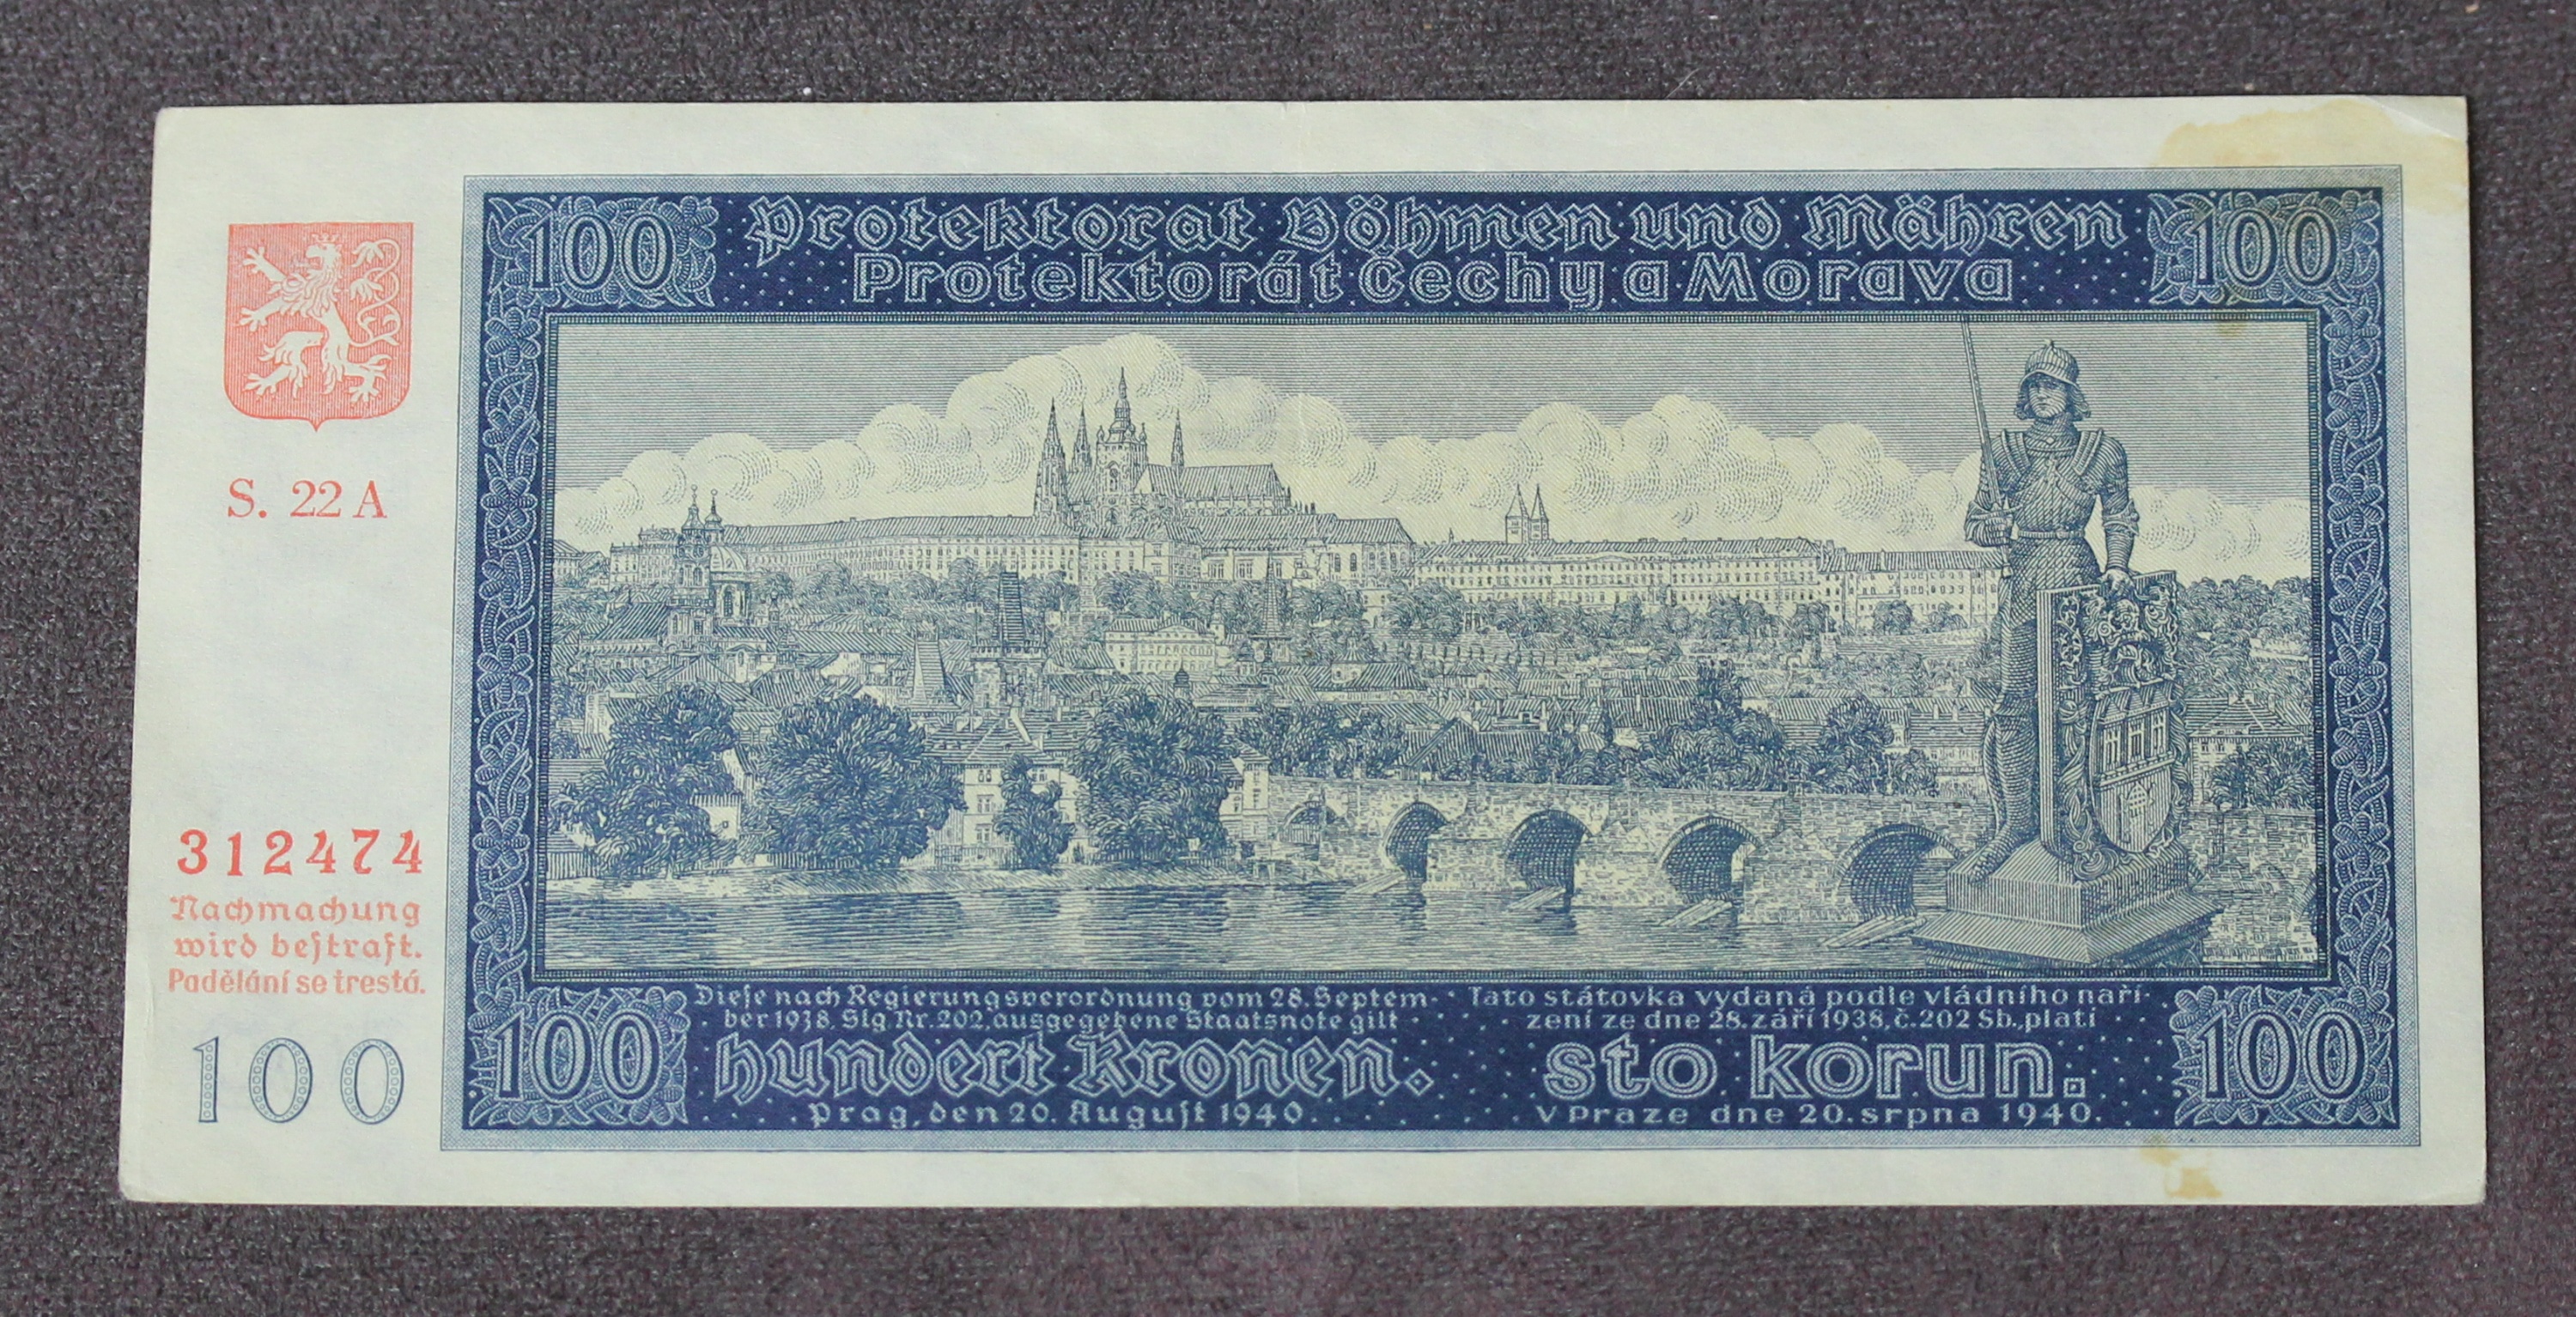 100 Protektorat Böhmen und Mähren 100
Protektorát Čechy a Morava
S. 22 A
312474
Nachmachung
wird bestraft.
Padělání se trestá.
100
Diese nach Regierungsverordnung vom 28. Septem-
ber 1938, Slg. Nr. 202, ausgegebene Staatsnote gilt
hundert Kronen.
Prag, den 20. August 1940.
Tato státovka vydaná podle vládního naří-
zení ze dne 28. září 1938, č. 202 Sb., platí
sto korun.
V Praze dne 20. srpna 1940.
100
100